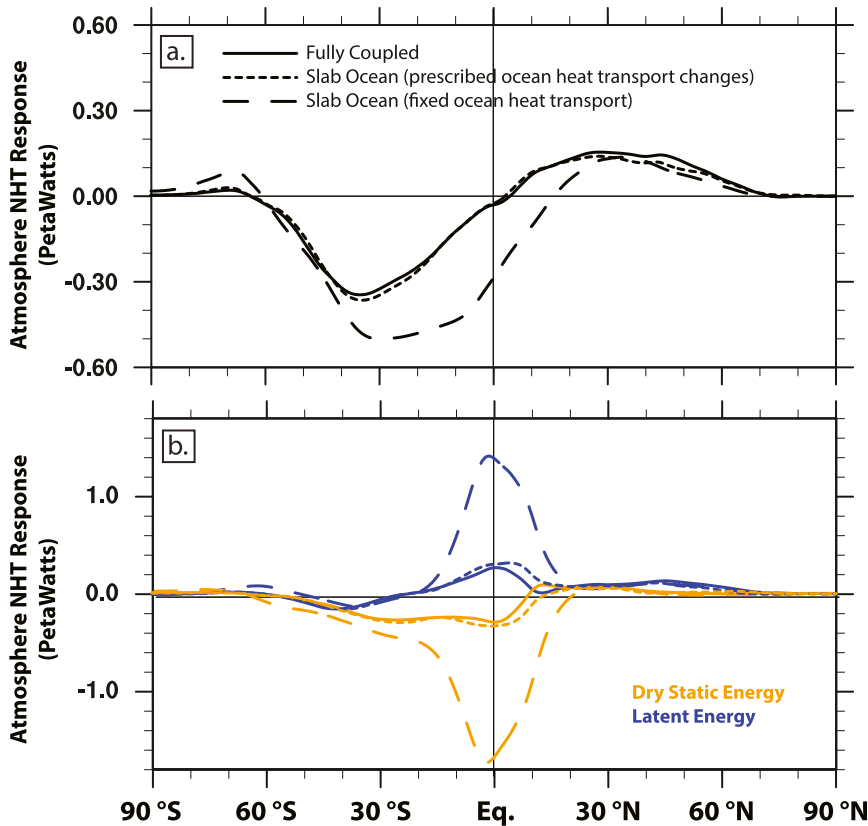 0.60
a.
Fully Coupled
Slab Ocean (prescribed ocean heat transport changes)
Slab Ocean (fixed ocean heat transport)
0.30
0.00
-0.30
-0.60
Atmosphere NHT Response
(PetaWatts)
b.
1.0
0.0
-1.0
Atmosphere NHT Response
(PetaWatts)
Dry Static Energy
Latent Energy
90 °S 60 °S 30 °S Eq. 30 °N 60 °N 90 °N